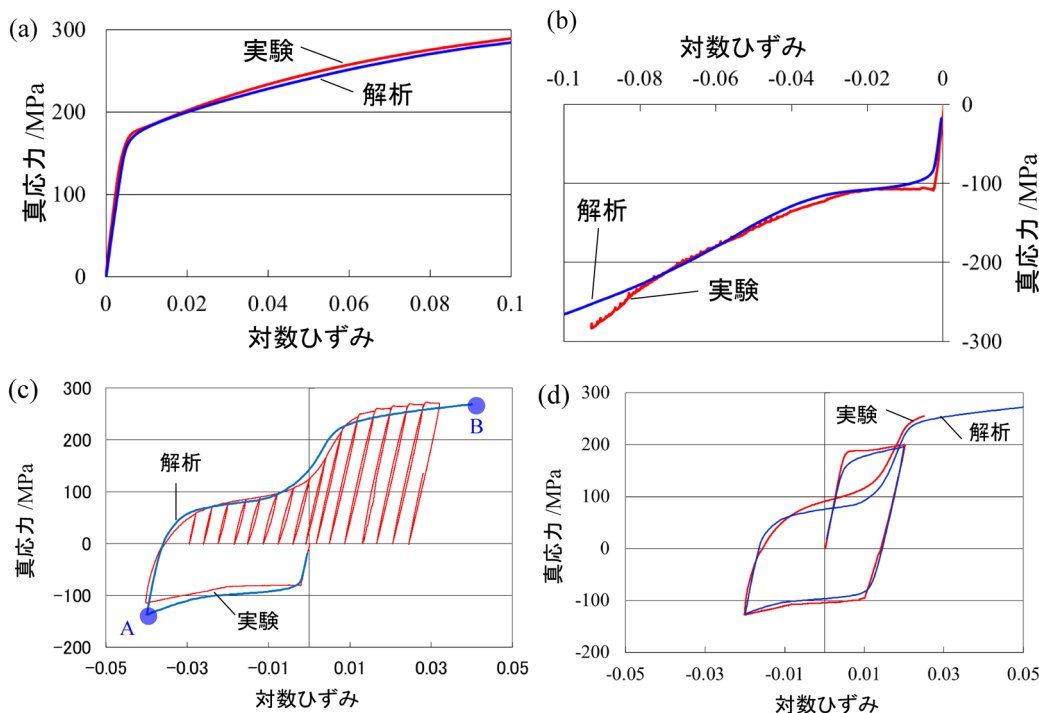 (a)
300
200
100
0
真応力 /MPa
実験
解析
0
0.02
0.04
0.06
0.08
0.1
対数ひずみ
(b)
対数ひずみ
-0.1
-0.08
-0.06
-0.04
-0.02
0
0
-100
-200
-300
真応力 /MPa
解析
実験
(c)
300
200
100
0
−100
−200
真応力 /MPa
解析
実験
A
B
−0.05
−0.03
−0.01
0.01
0.03
0.05
対数ひずみ
(d)
300
200
100
0
-100
-200
真応力 /MPa
実験
解析
-0.05
-0.03
-0.01
0.01
0.03
0.05
対数ひずみ